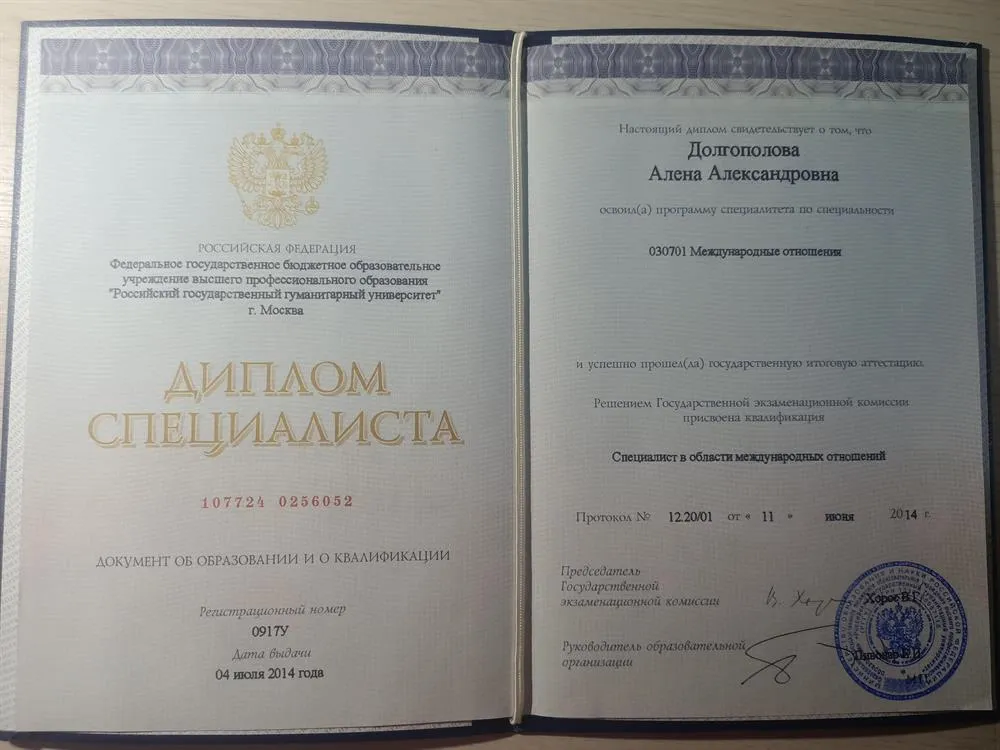 РОССИЙСКАЯ ФЕДЕРАЦИЯ
Федеральное государственное бюджетное образовательное
учреждение высшего профессионального образования
"Российский государственный гуманитарный университет"
г. Москва
ДИПЛОМ
СПЕЦИАЛИСТА
107724 0256052
ДОКУМЕНТ ОБ ОБРАЗОВАНИИ И О КВАЛИФИКАЦИИ
Регистрационный номер
0917У
Дата выдачи
04 июля 2014 года
Настоящий диплом свидетельствует о том, что
Долгополова
Алена Александровна
освоил(а) программу специалитета по специальности
030701 Международные отношения
и успешно прошел(ла) государственную итоговую аттестацию.
Решением Государственной экзаменационной комиссии
присвоена квалификация
Специалист в области международных отношений
Протокол № 12.20/01 от « 11 » июня 2014 г.
Председатель
Государственной
экзаменационной комиссии
Хорос В.Г.
Руководитель образовательной
организации
Пивовар Е.И.
М.П.